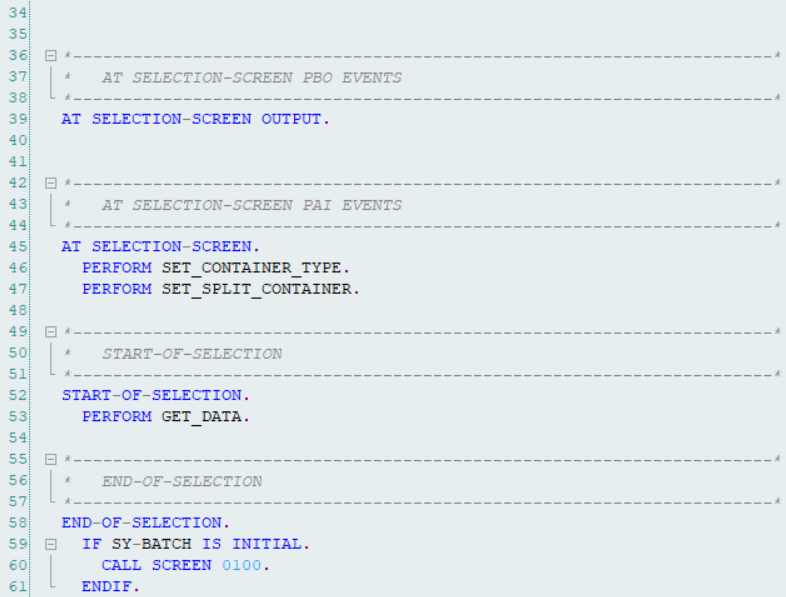 34
35
36 *----------------------------------------------------------------------*
37 *   AT SELECTION-SCREEN PBO EVENTS
38 *----------------------------------------------------------------------*
39 AT SELECTION-SCREEN OUTPUT.
40
41
42 *----------------------------------------------------------------------*
43 *   AT SELECTION-SCREEN PAI EVENTS
44 *----------------------------------------------------------------------*
45 AT SELECTION-SCREEN.
46   PERFORM SET_CONTAINER_TYPE.
47   PERFORM SET_SPLIT_CONTAINER.
48
49 *----------------------------------------------------------------------*
50 *   START-OF-SELECTION
51 *----------------------------------------------------------------------*
52 START-OF-SELECTION.
53   PERFORM GET_DATA.
54
55 *----------------------------------------------------------------------*
56 *   END-OF-SELECTION
57 *----------------------------------------------------------------------*
58 END-OF-SELECTION.
59   IF SY-BATCH IS INITIAL.
60     CALL SCREEN 0100.
61   ENDIF.